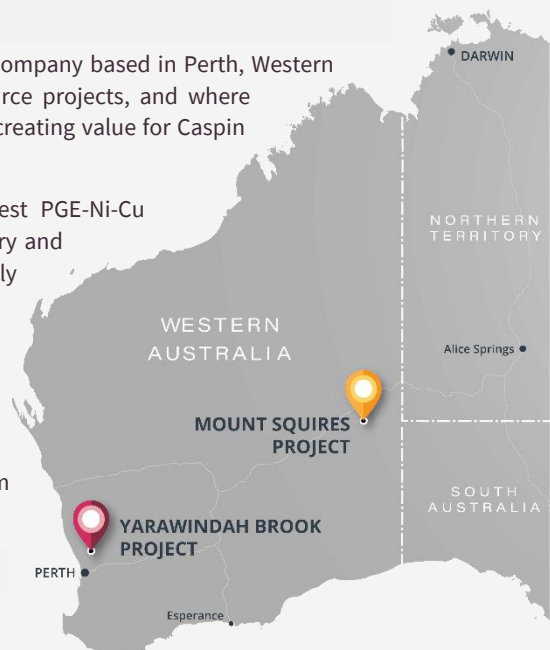 ompany based in Perth, Western
rce projects, and where
creating value for Caspin
est PGE-Ni-Cu
ry and
ly
m
DARWIN
NORTHERN
TERRITORY
WESTERN
AUSTRALIA
Alice Springs
MOUNT SQUIRES
PROJECT
SOUTH
AUSTRALIA
YARAWINDAH BROOK
PROJECT
PERTH
Esperance